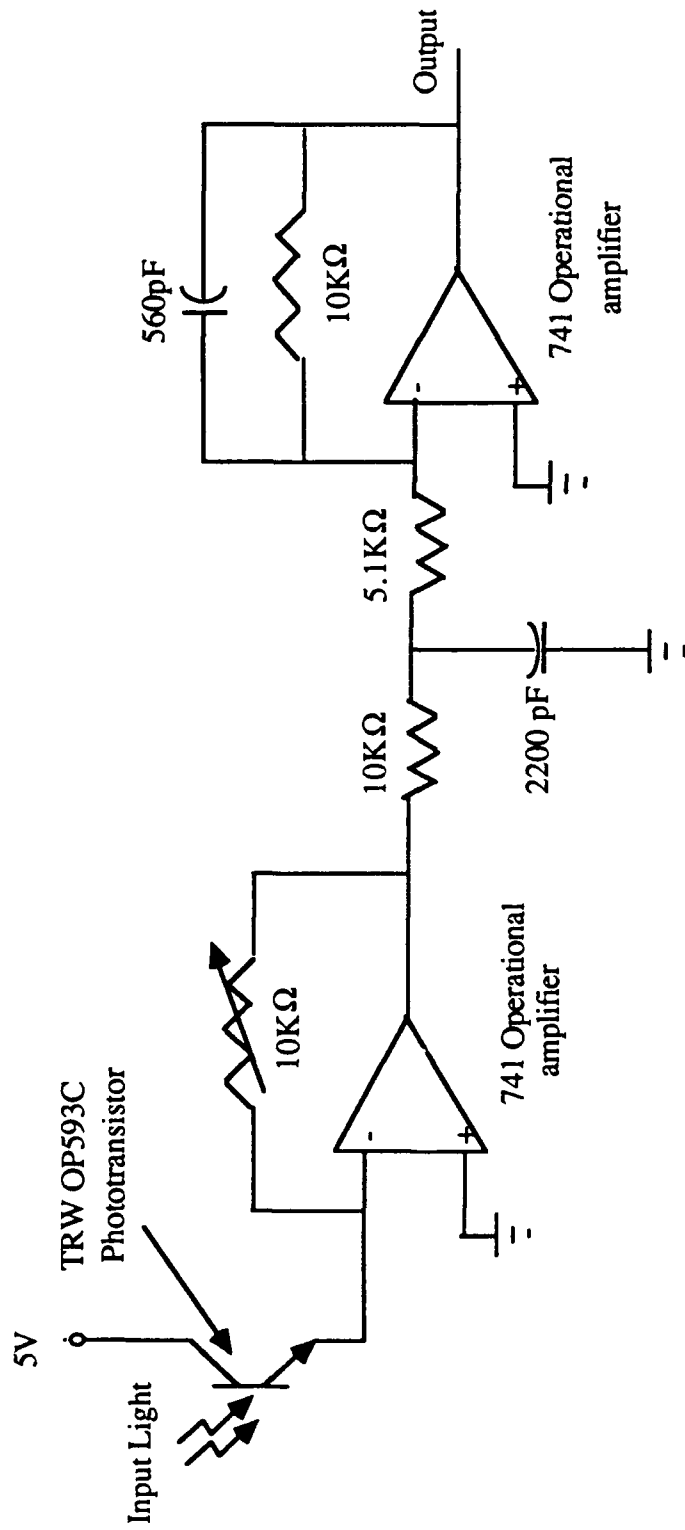 5V
TRW OP593C
Phototransistor
Input Light
10KΩ
-
+
741 Operational
amplifier
10KΩ
2200 pF
5.1KΩ
560pF
10KΩ
-
+
741 Operational
amplifier
Output